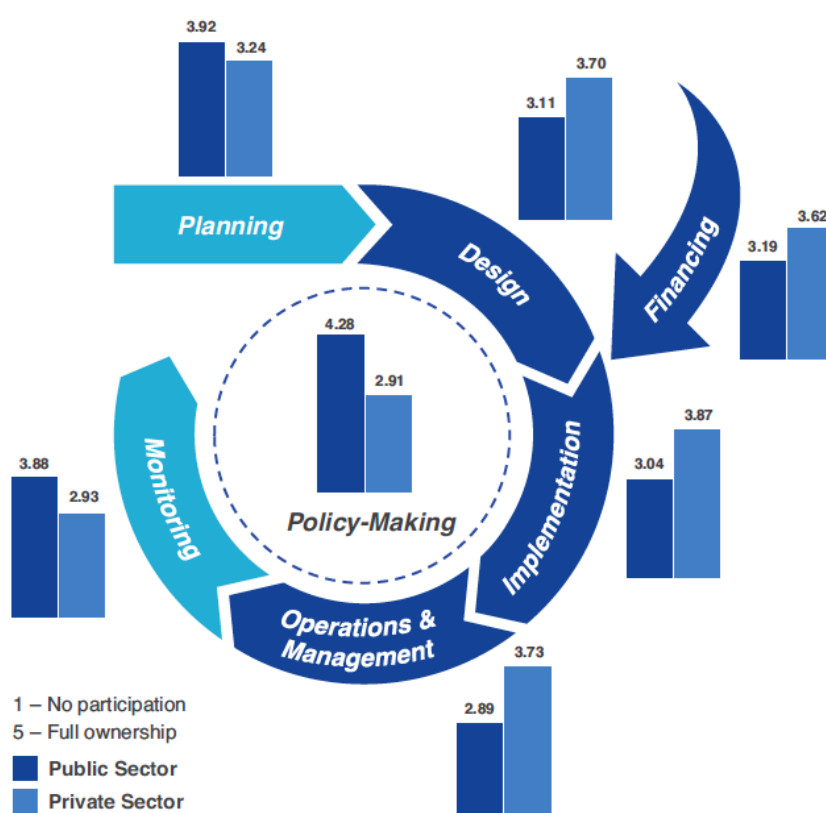 3.92
3.24
Planning
3.11
3.70
Design
Financing
3.19
3.62
4.28
2.91
Policy-Making
3.04
3.87
Implementation
3.88
2.93
Monitoring
Operations &
Management
2.89
3.73
1 – No participation
5 – Full ownership
Public Sector
Private Sector